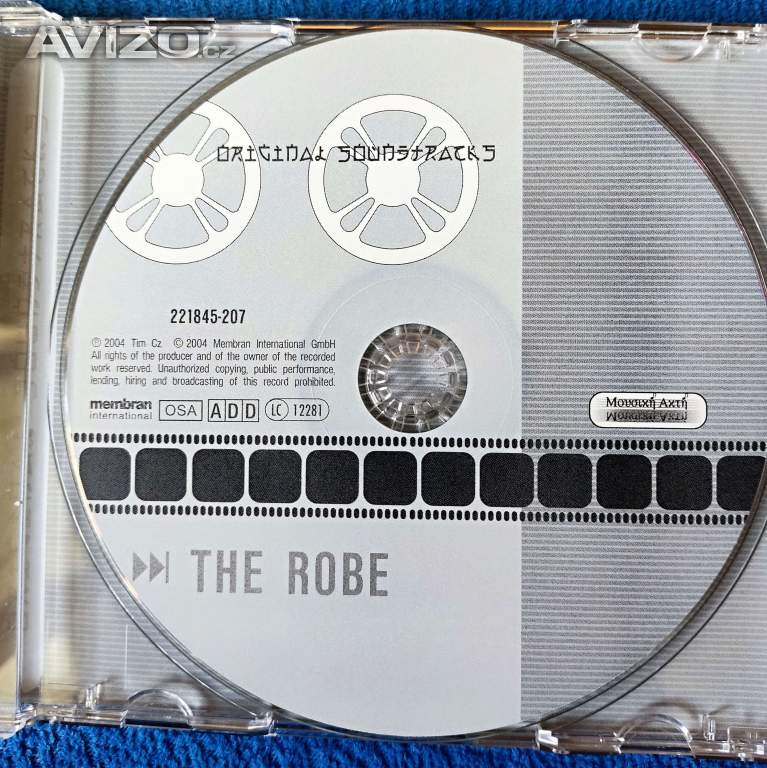 AVIZO.cz
ORIGINAL SOUNDSTRACKS
221845-207
℗ 2004 Tim Cz © 2004 Membran International GmbH
All rights of the producer and of the owner of the recorded
work reserved. Unauthorized copying, public performance,
lending, hiring and broadcasting of this record prohibited.
membran
international
OSA
ADD
LC 12281
Μουσική Ακτή
THE ROBE